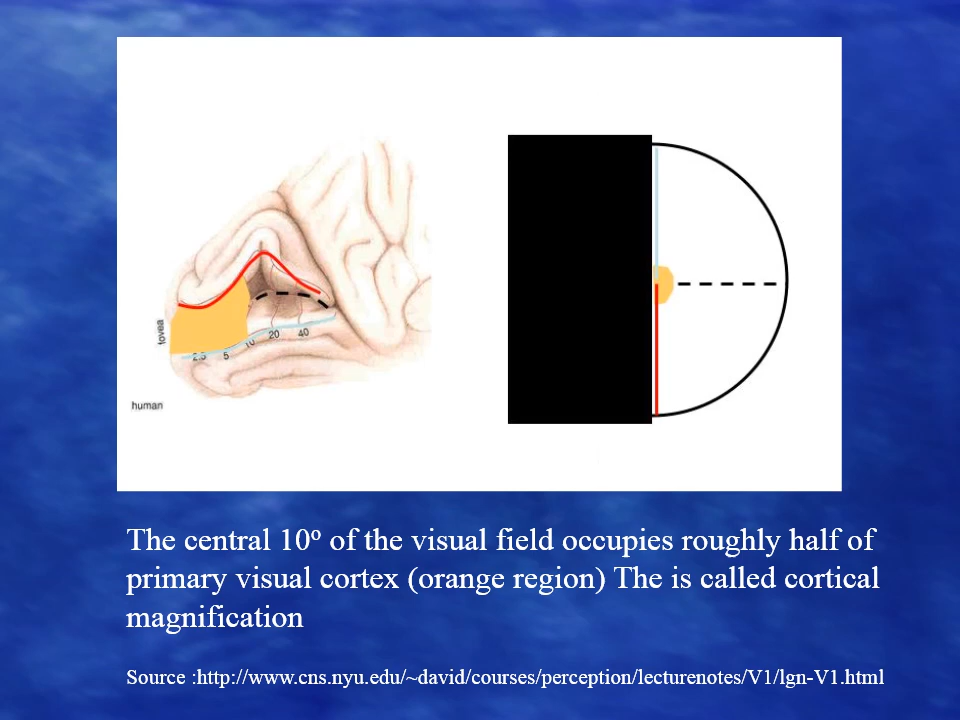 fovea
2.5
5
10
20
40
human
The central 10º of the visual field occupies roughly half of
primary visual cortex (orange region) The is called cortical
magnification
Source :http://www.cns.nyu.edu/~david/courses/perception/lecturenotes/V1/lgn-V1.html